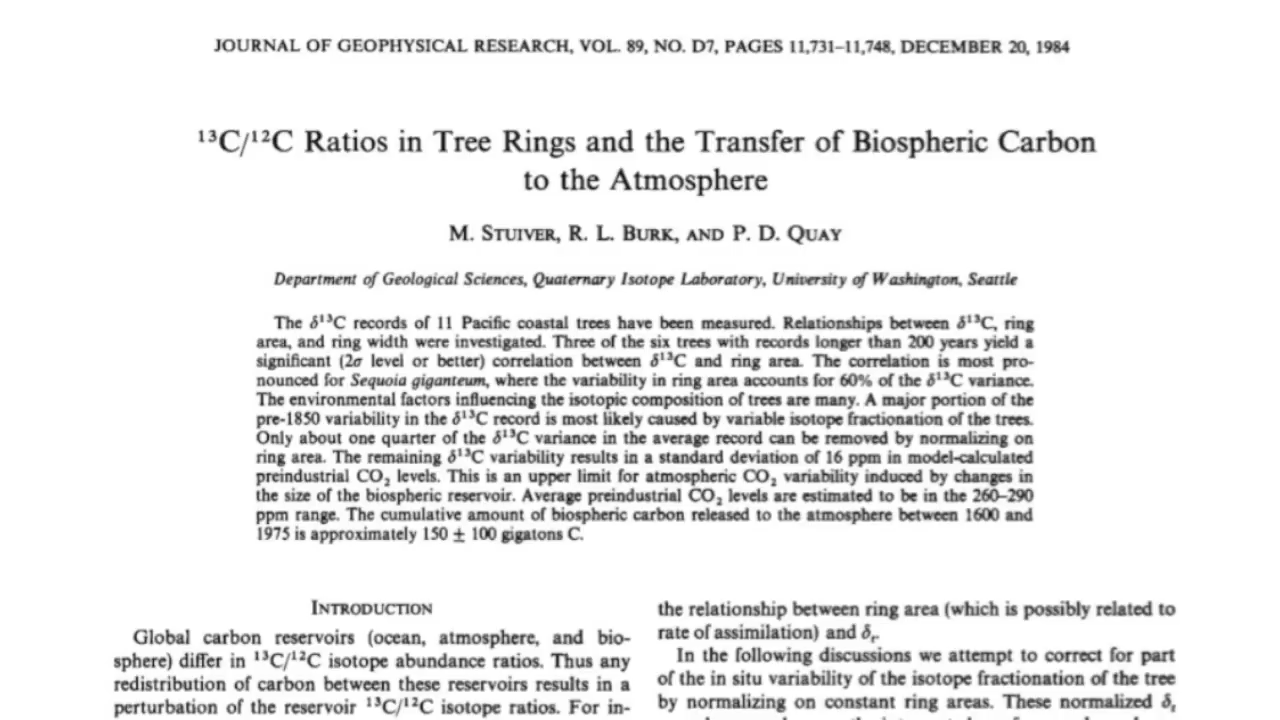 JOURNAL OF GEOPHYSICAL RESEARCH, VOL. 89, NO. D7, PAGES 11,731–11,748, DECEMBER 20, 1984
¹³C/¹²C Ratios in Tree Rings and the Transfer of Biospheric Carbon
to the Atmosphere
M. STUIVER, R. L. BURK, AND P. D. QUAY
Department of Geological Sciences, Quaternary Isotope Laboratory, University of Washington, Seattle
The δ¹³C records of 11 Pacific coastal trees have been measured. Relationships between δ¹³C, ring
area, and ring width were investigated. Three of the six trees with records longer than 200 years yield a
significant (2σ level or better) correlation between δ¹³C and ring area. The correlation is most pro-
nounced for Sequoia giganteum, where the variability in ring area accounts for 60% of the δ¹³C variance.
The environmental factors influencing the isotopic composition of trees are many. A major portion of the
pre-1850 variability in the δ¹³C record is most likely caused by variable isotope fractionation of the trees.
Only about one quarter of the δ¹³C variance in the average record can be removed by normalizing on
ring area. The remaining δ¹³C variability results in a standard deviation of 16 ppm in model-calculated
preindustrial CO₂ levels. This is an upper limit for atmospheric CO₂ variability induced by changes in
the size of the biospheric reservoir. Average preindustrial CO₂ levels are estimated to be in the 260–290
ppm range. The cumulative amount of biospheric carbon released to the atmosphere between 1600 and
1975 is approximately 150 ± 100 gigatons C.
INTRODUCTION
Global carbon reservoirs (ocean, atmosphere, and bio-
sphere) differ in ¹³C/¹²C isotope abundance ratios. Thus any
redistribution of carbon between these reservoirs results in a
perturbation of the reservoir ¹³C/¹²C isotope ratios. For in-
the relationship between ring area (which is possibly related to
rate of assimilation) and δᵣ.
In the following discussions we attempt to correct for part
of the in situ variability of the isotope fractionation of the tree
by normalizing on constant ring areas. These normalized δᵣ